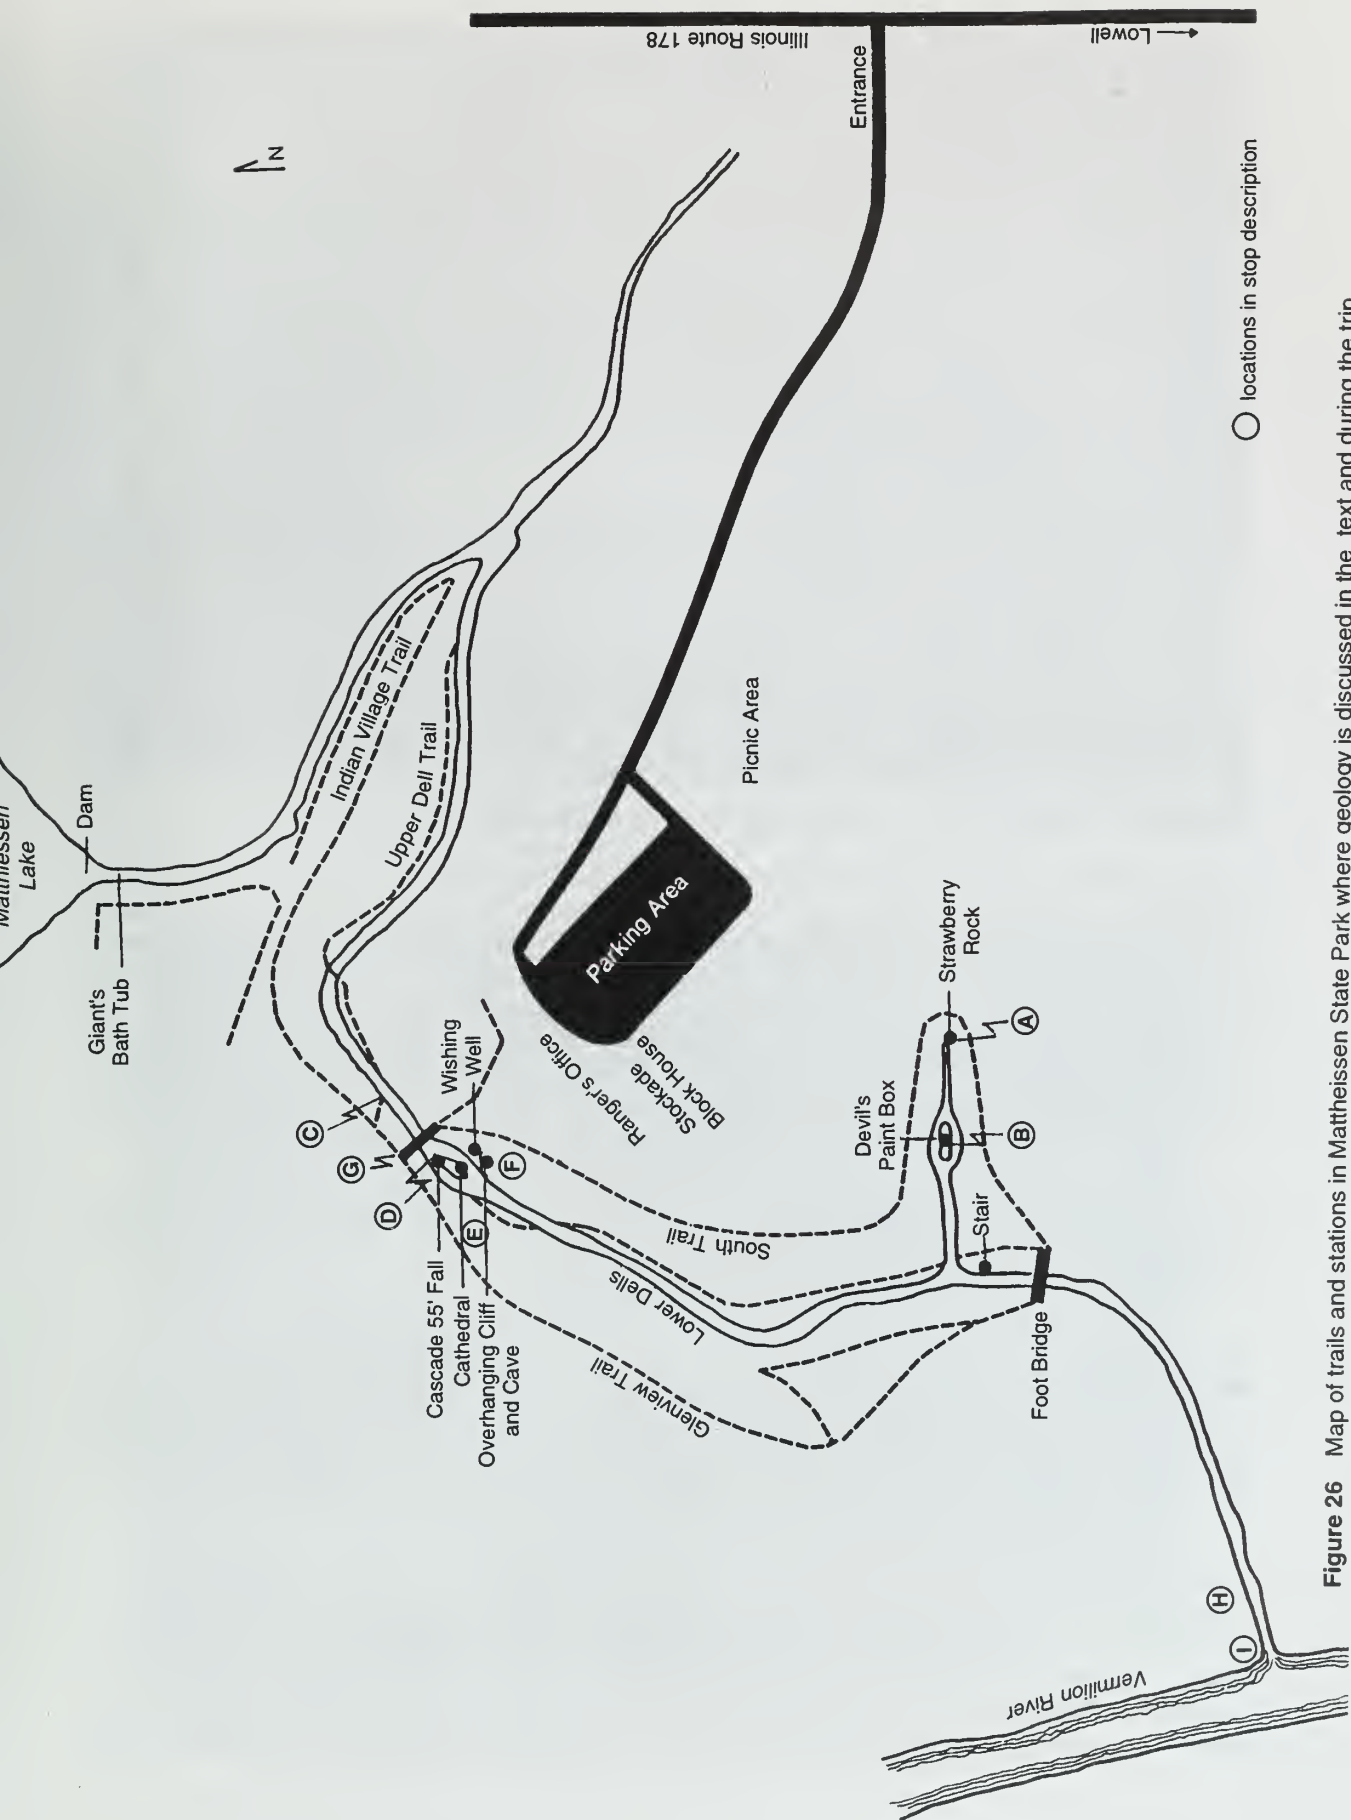 Illinois Route 178
Lowell
Entrance
N
locations in stop description
Lake
Dam
Giant's
Bath Tub
Indian Village Trail
Upper Dell Trail
Picnic Area
Parking Area
Ranger's Office
Stockade
Block House
Wishing
Well
C
G
D
E
F
Cascade 55' Fall
Cathedral
Overhanging Cliff
and Cave
South Trail
Lower Dells
Glenview Trail
Strawberry
Rock
A
Devil's
Paint Box
B
Stair
Foot Bridge
H
I
Vermilion River
Figure 26 Map of trails and stations in Mattheissen State Park where geology is discussed in the text and during the trip